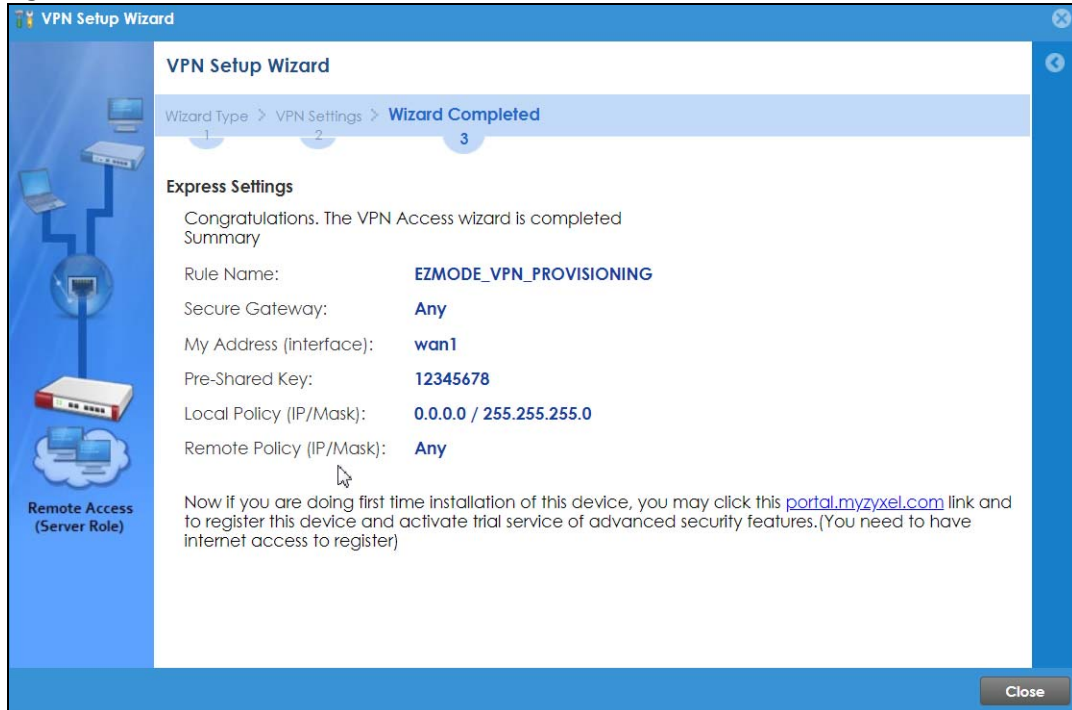 VPN Setup Wizard
VPN Setup Wizard
Wizard Type > VPN Settings > Wizard Completed
1 2 3
Express Settings
Congratulations. The VPN Access wizard is completed
Summary
Rule Name: EZMODE_VPN_PROVISIONING
Secure Gateway: Any
My Address (interface): wan1
Pre-Shared Key: 12345678
Local Policy (IP/Mask): 0.0.0.0 / 255.255.255.0
Remote Policy (IP/Mask): Any
Remote Access
(Server Role)
Now if you are doing first time installation of this device, you may click this portal.myzyxel.com link and
to register this device and activate trial service of advanced security features.(You need to have
internet access to register)
Close